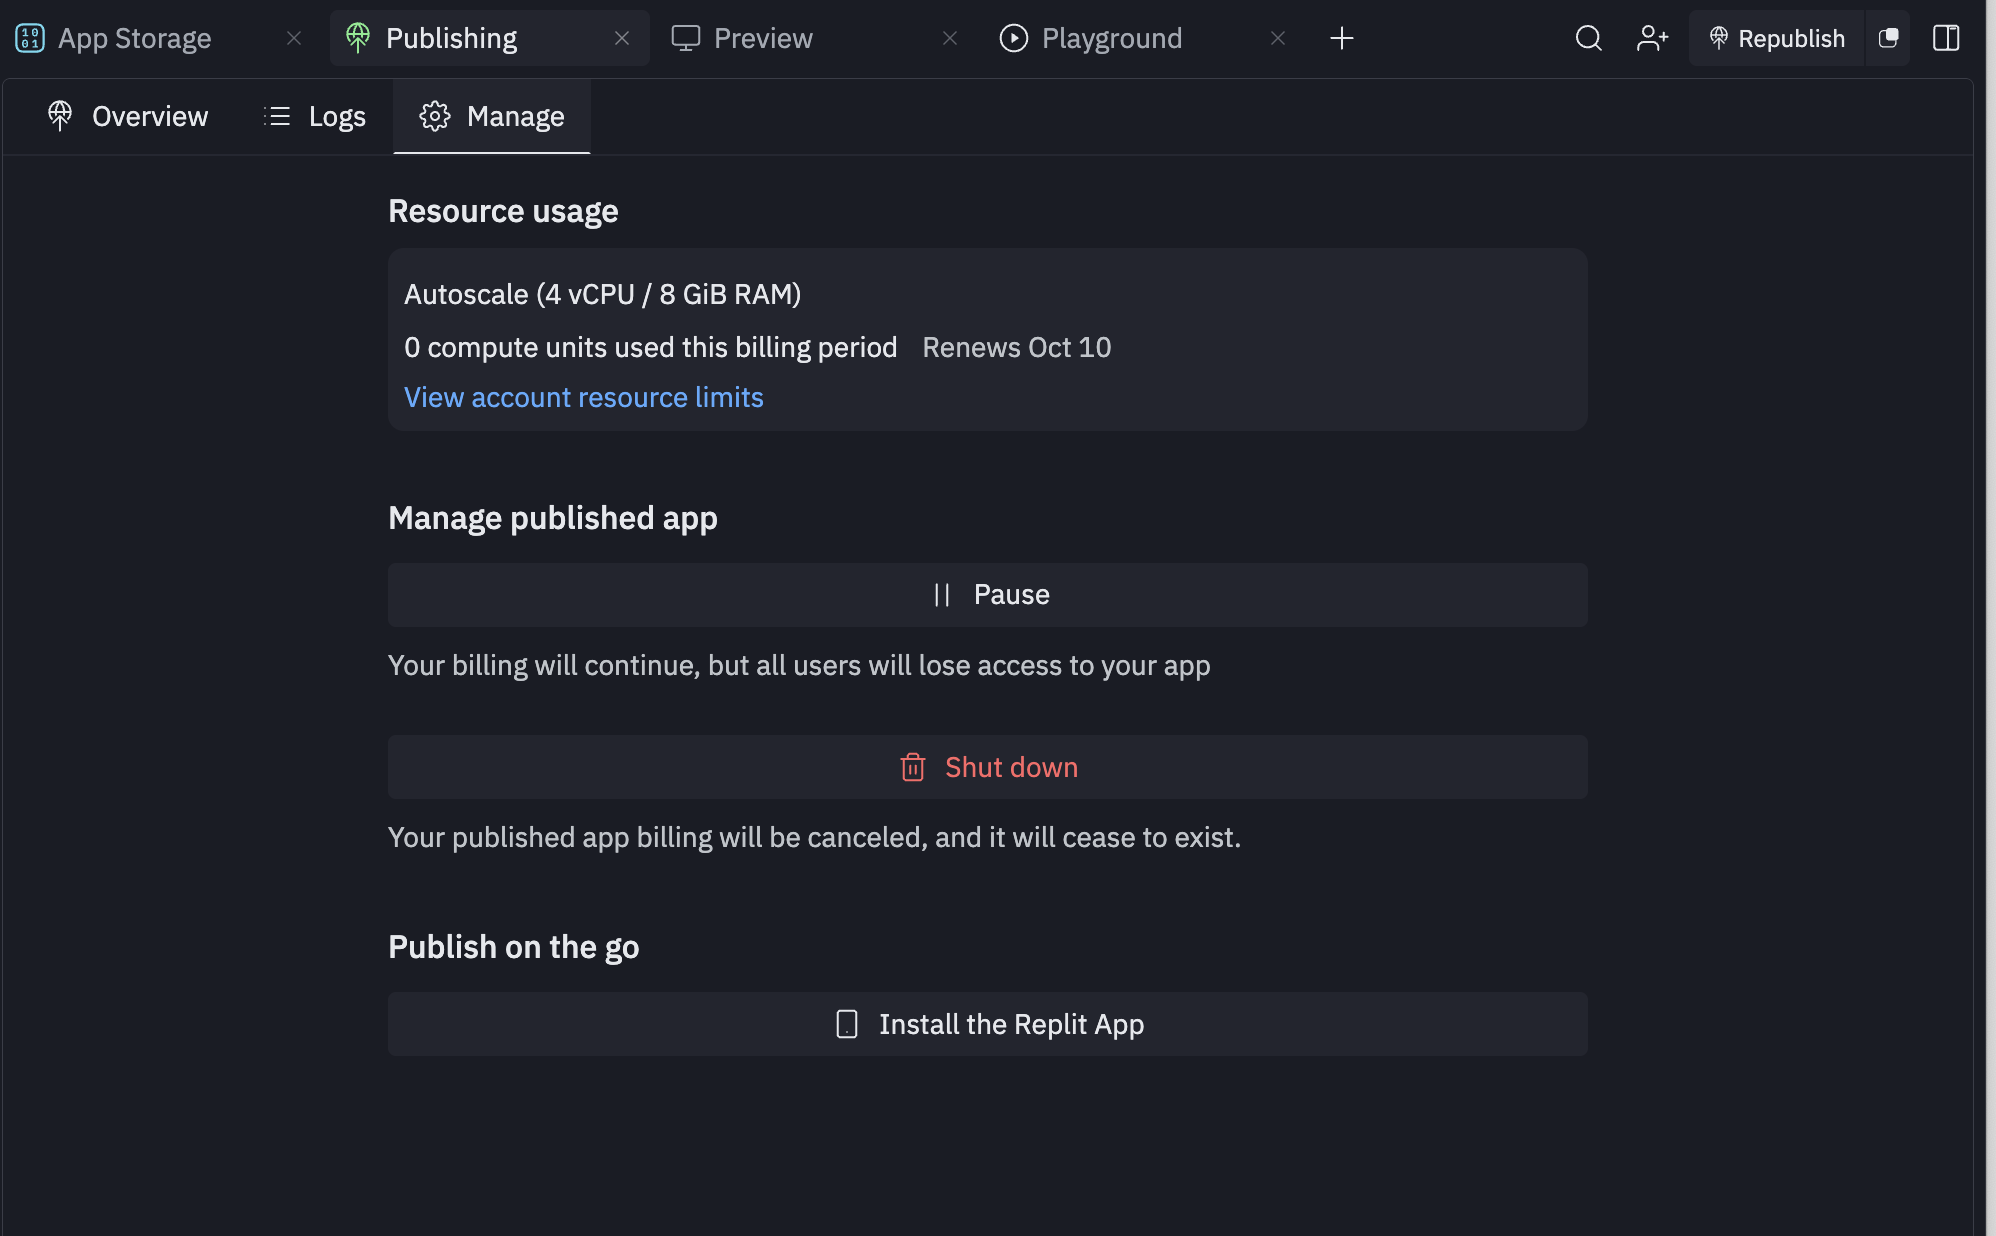 App Storage
Publishing
Preview
Playground
Republish
Overview
Logs
Manage
Resource usage
Autoscale (4 vCPU / 8 GiB RAM)
0 compute units used this billing period Renews Oct 10
View account resource limits
Manage published app
Pause
Your billing will continue, but all users will lose access to your app
Shut down
Your published app billing will be canceled, and it will cease to exist.
Publish on the go
Install the Replit App